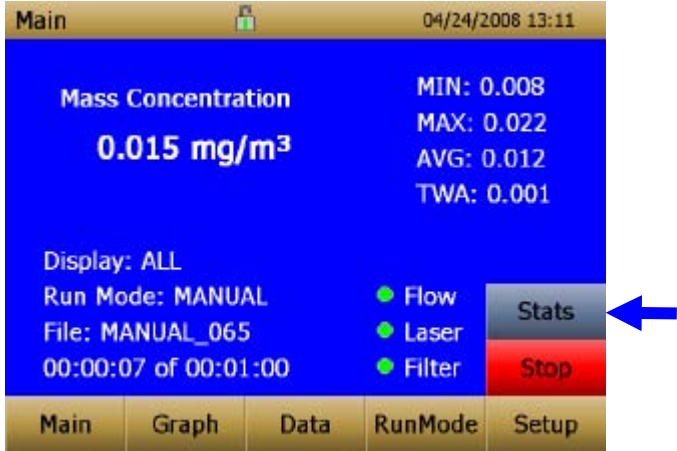 Main 04/24/2008 13:11
Mass Concentration
0.015 mg/m³
MIN: 0.008
MAX: 0.022
AVG: 0.012
TWA: 0.001
Display: ALL
Run Mode: MANUAL
File: MANUAL_065
00:00:07 of 00:01:00
Flow
Laser
Filter
Stats
Stop
Main Graph Data RunMode Setup